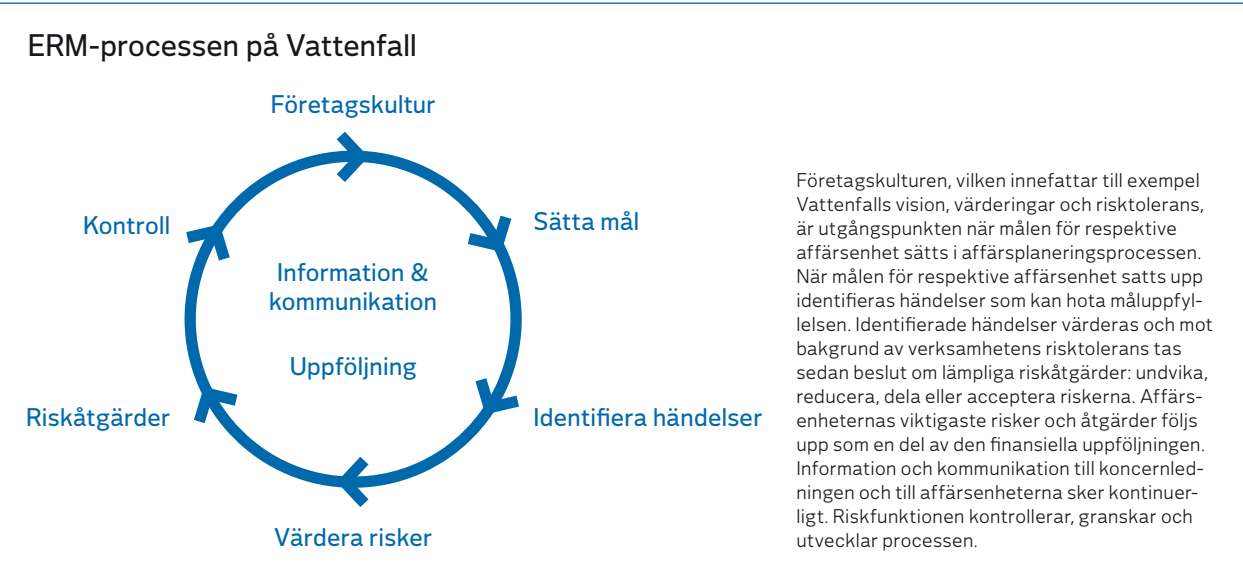 ERM-processen på Vattenfall
Företagskultur
Sätta mål
Identifiera händelser
Värdera risker
Riskåtgärder
Kontroll
Information &
kommunikation
Uppföljning
Företagskulturen, vilken innefattar till exempel
Vattenfalls vision, värderingar och risktolerans,
är utgångspunkten när målen för respektive
affärsenhet sätts i affärsplaneringsprocessen.
När målen för respektive affärsenhet satts upp
identifieras händelser som kan hota måluppfyl-
lelsen. Identifierade händelser värderas och mot
bakgrund av verksamhetens risktolerans tas
sedan beslut om lämpliga riskåtgärder: undvika,
reducera, dela eller acceptera riskerna. Affärs-
enheternas viktigaste risker och åtgärder följs
upp som en del av den finansiella uppföljningen.
Information och kommunikation till koncernled-
ningen och till affärsenheterna sker kontinuer-
ligt. Riskfunktionen kontrollerar, granskar och
utvecklar processen.